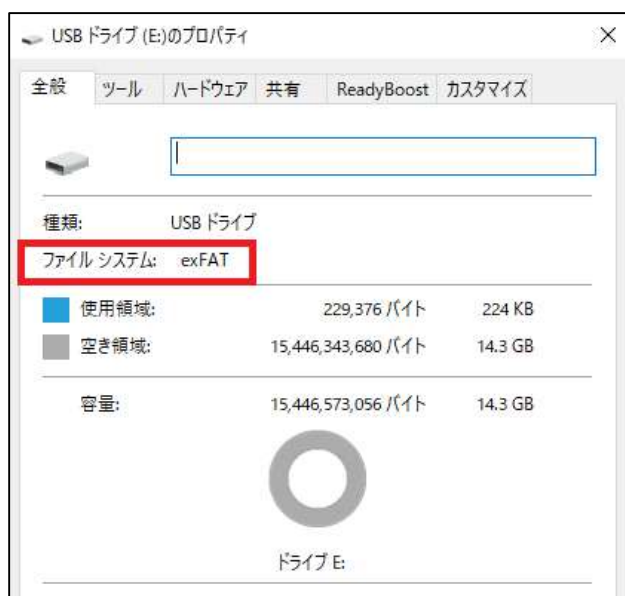 USB ドライブ (E:)のプロパティ
全般 ツール ハードウェア 共有 ReadyBoost カスタマイズ
種類: USB ドライブ
ファイル システム: exFAT
使用領域: 229,376 バイト 224 KB
空き領域: 15,446,343,680 バイト 14.3 GB
容量: 15,446,573,056 バイト 14.3 GB
ドライブ E: